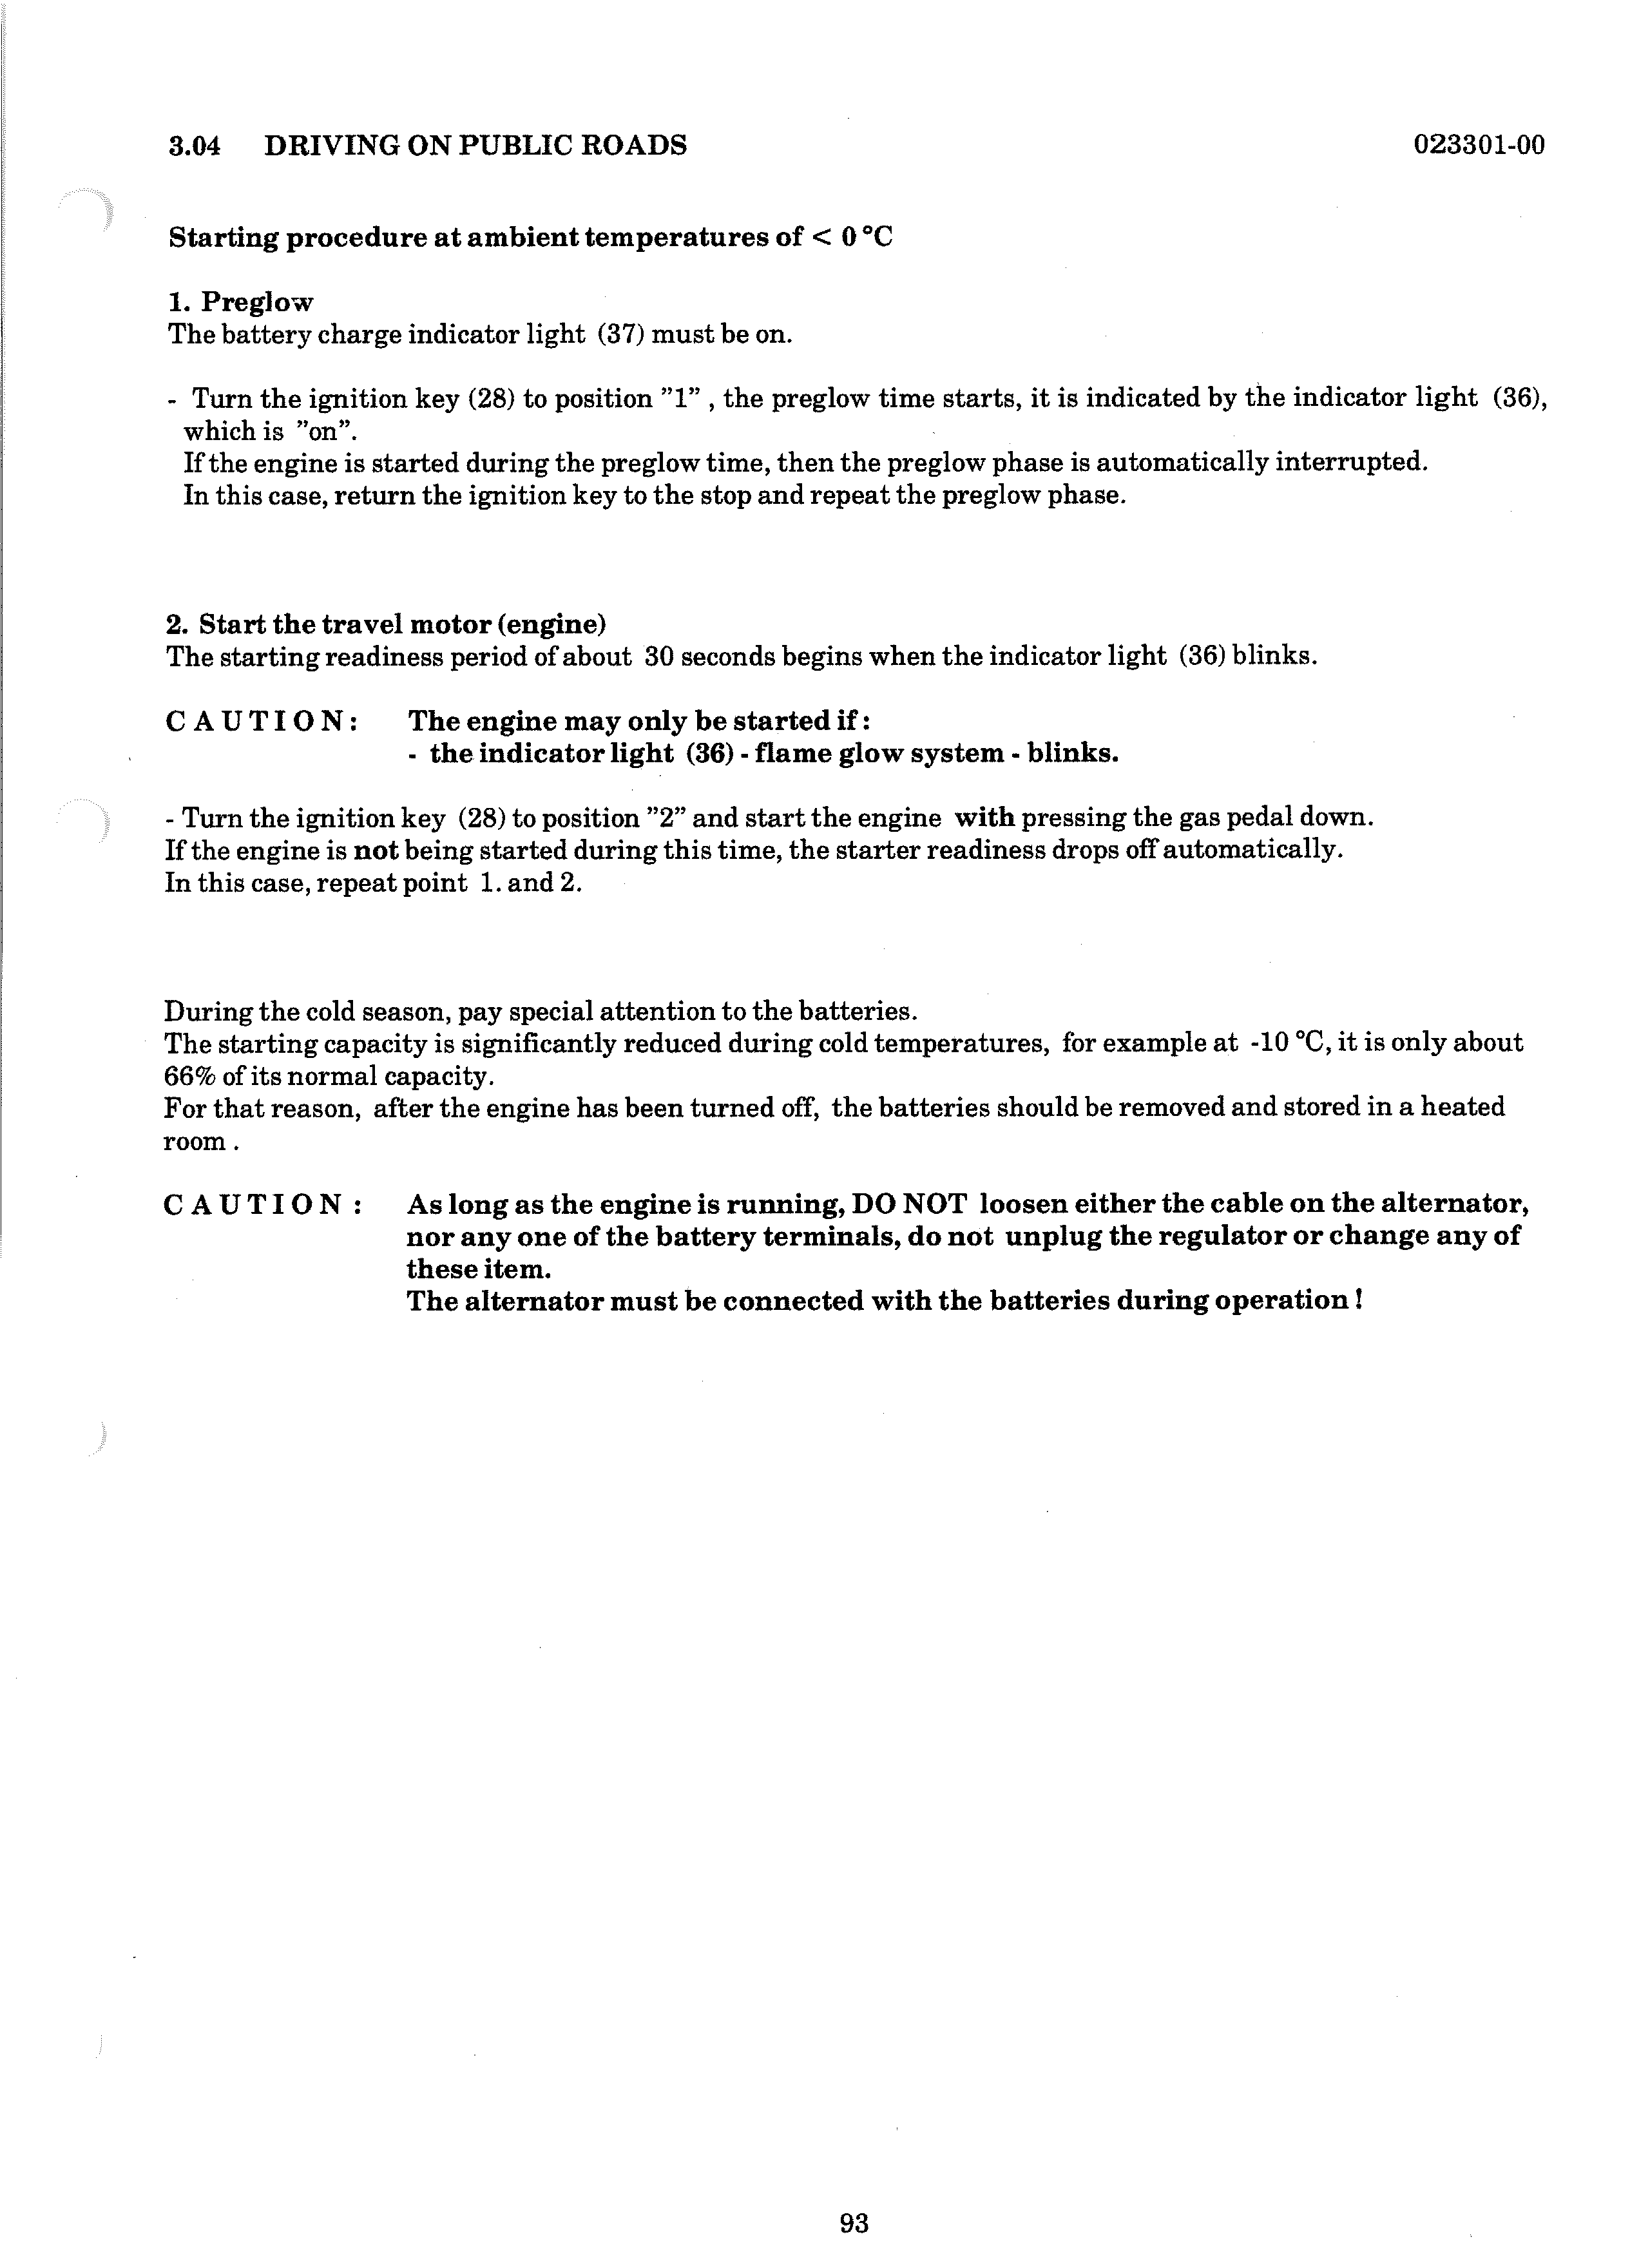 3.04 DRIVING ON PUBLIC ROADS 023301-00
Starting procedure at ambient temperatures of < 0 °C
1. Preglow
The battery charge indicator light (37) must be on.
- Turn the ignition key (28) to position ”1” , the preglow time starts, it is indicated by the indicator light (36),
which is ”on”.
If the engine is started during the preglow time, then the preglow phase is automatically interrupted.
In this case, return the ignition key to the stop and repeat the preglow phase.
2. Start the travel motor (engine)
The starting readiness period of about 30 seconds begins when the indicator light (36) blinks.
C A U T I O N : The engine may only be started if :
- the indicator light (36) - flame glow system - blinks.
- Turn the ignition key (28) to position ”2” and start the engine with pressing the gas pedal down.
If the engine is not being started during this time, the starter readiness drops off automatically.
In this case, repeat point 1. and 2.
During the cold season, pay special attention to the batteries.
The starting capacity is significantly reduced during cold temperatures, for example at -10 °C, it is only about
66% of its normal capacity.
For that reason, after the engine has been turned off, the batteries should be removed and stored in a heated
room .
C A U T I O N : As long as the engine is running, DO NOT loosen either the cable on the alternator,
nor any one of the battery terminals, do not unplug the regulator or change any of
these item.
The alternator must be connected with the batteries during operation !
93